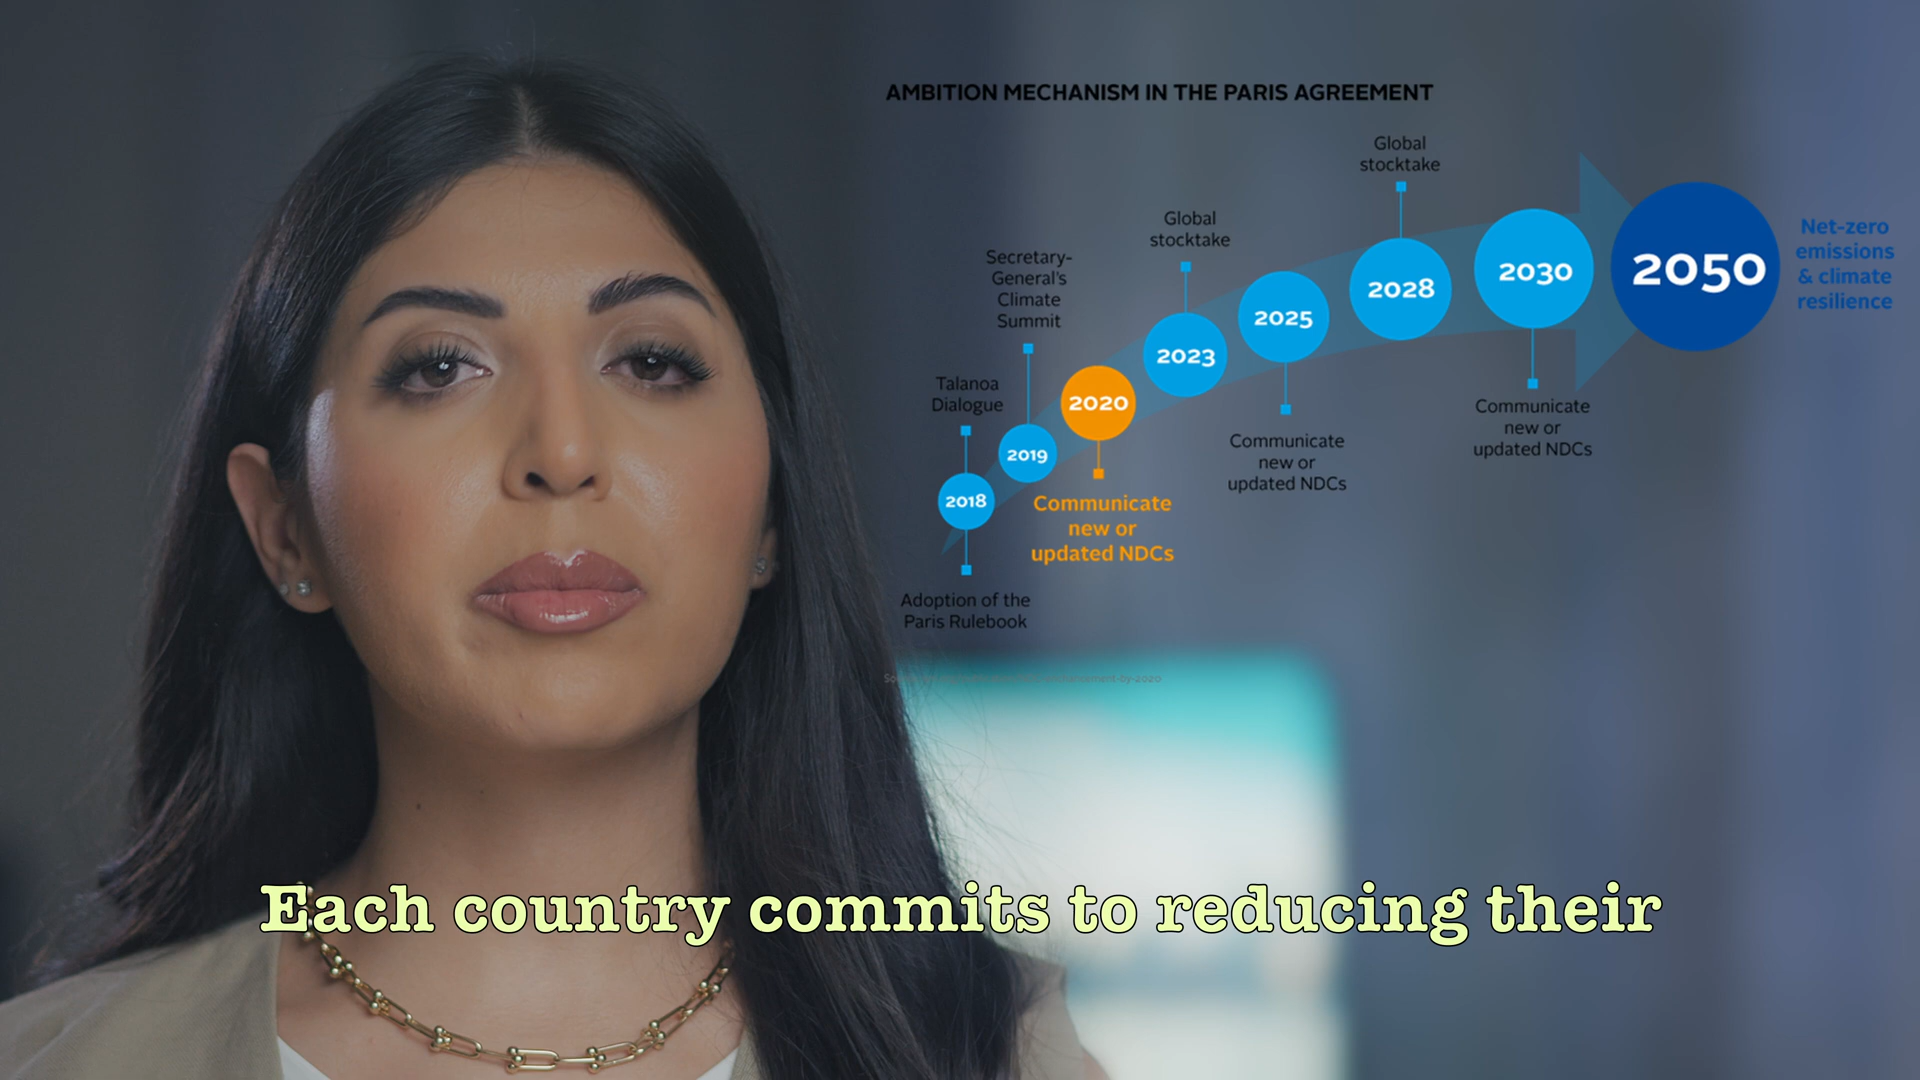 AMBITION MECHANISM IN THE PARIS AGREEMENT
Global
stocktake
Global
stocktake
Secretary-
General's
Climate
Summit
Talanoa
Dialogue
2018
2019
2020
2023
2025
2028
2030
2050
Net-zero
emissions
& climate
resilience
Communicate
new or
updated NDCs
Communicate
new or
updated NDCs
Communicate
new or
updated NDCs
Adoption of the
Paris Rulebook
Each country commits to reducing their